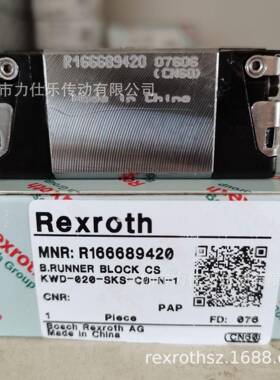 R166689420 07606
(CN60)
Made in China
市力仕乐传动有限公司
Rexroth
MNR: R166689420
B.RUNNER BLOCK CS
KWD-020-SKS-C0-N-1
CNR:
PAP
1 Piece
FD: 076
Bosch Rexroth AG
Made in China
(CN60)
rexrothsz.1688.c